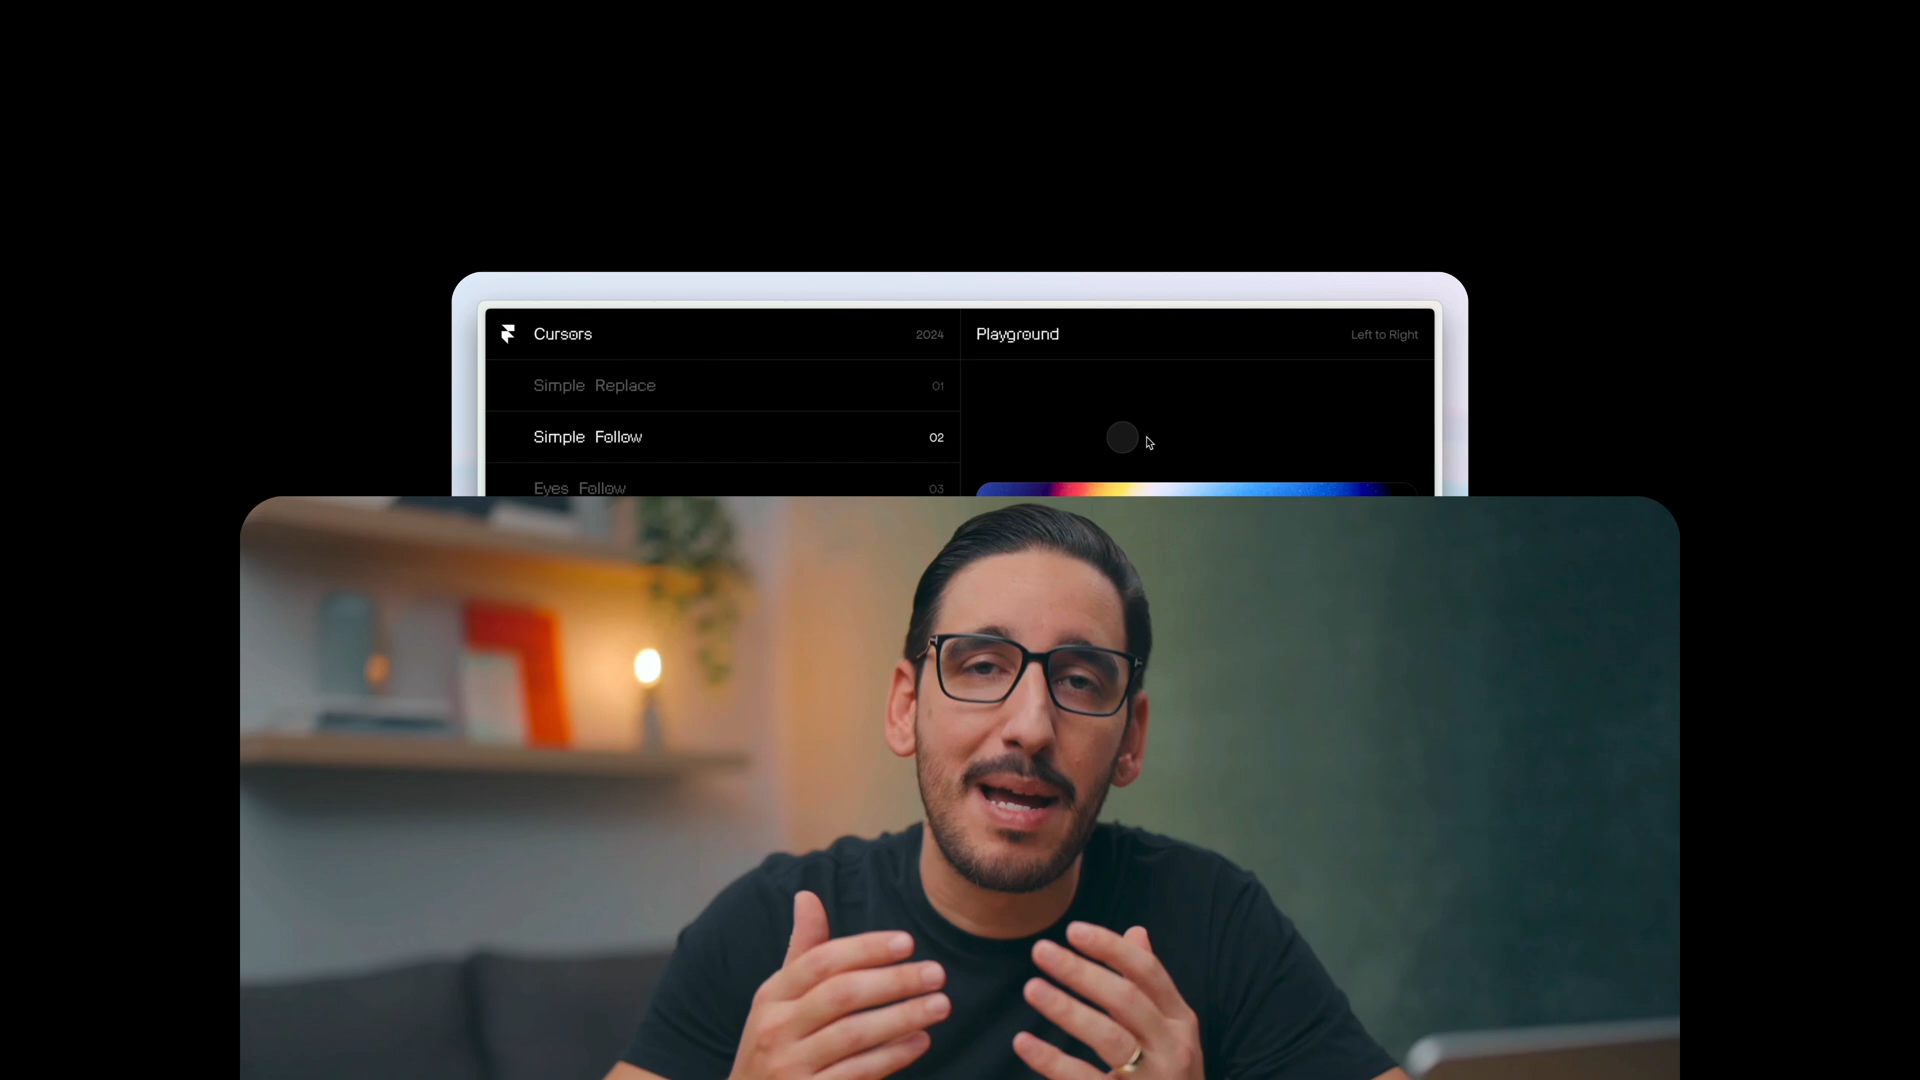 Cursors 2024
Playground Left to Right
Simple Replace 01
Simple Follow 02
Eyes Follow 03